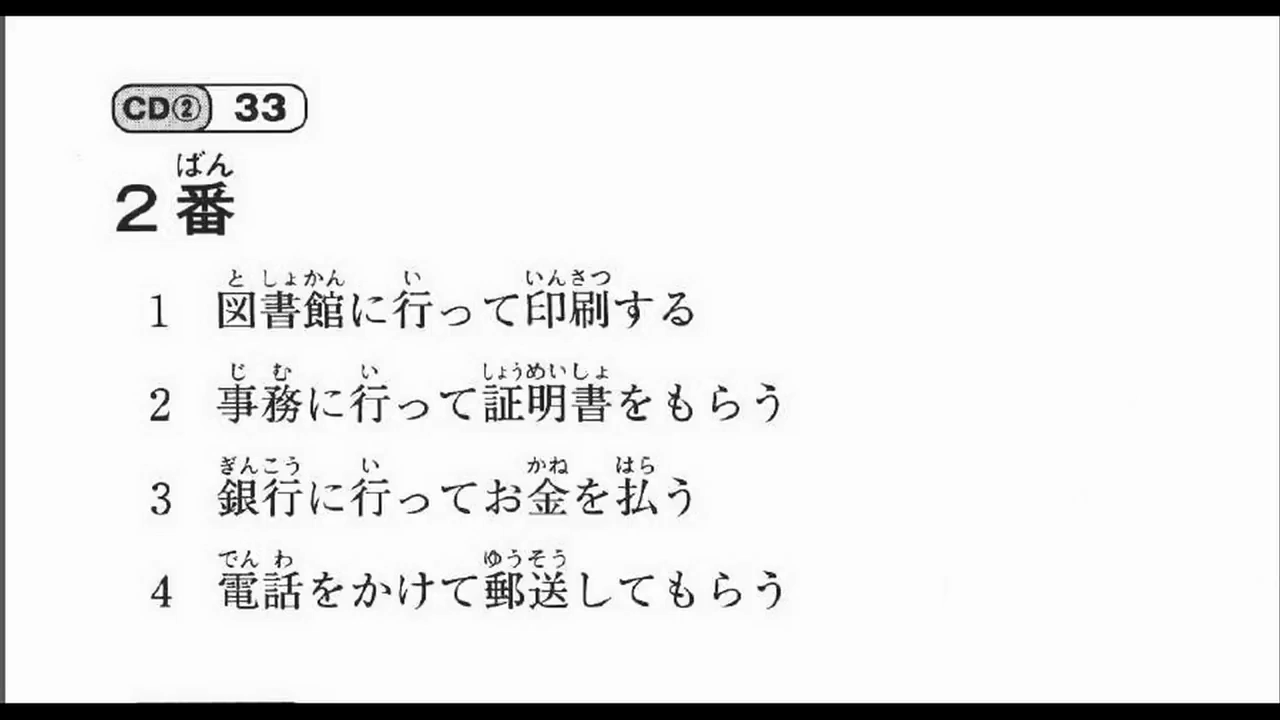 CD② 33
ばん
2番
としょかん い いんさつ
1 図書館に行って印刷する
じむ い しょうめいしょ
2 事務に行って証明書をもらう
ぎんこう い かね はら
3 銀行に行ってお金を払う
でんわ ゆうそう
4 電話をかけて郵送してもらう